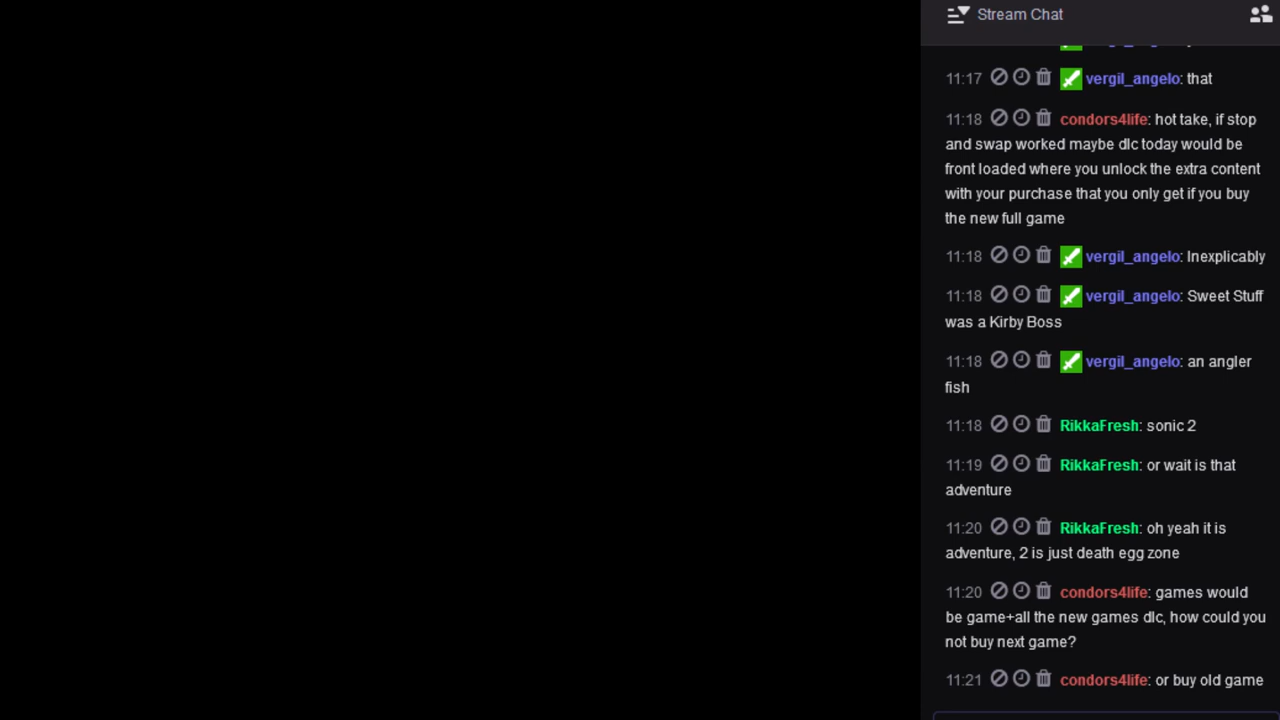 Stream Chat
11:17 vergil_angelo: that
11:18 condors4life: hot take, if stop
and swap worked maybe dlc today would be
front loaded where you unlock the extra content
with your purchase that you only get if you buy
the new full game
11:18 vergil_angelo: Inexplicably
11:18 vergil_angelo: Sweet Stuff
was a Kirby Boss
11:18 vergil_angelo: an angler
fish
11:18 RikkaFresh: sonic 2
11:19 RikkaFresh: or wait is that
adventure
11:20 RikkaFresh: oh yeah it is
adventure, 2 is just death egg zone
11:20 condors4life: games would
be game+all the new games dlc, how could you
not buy next game?
11:21 condors4life: or buy old game